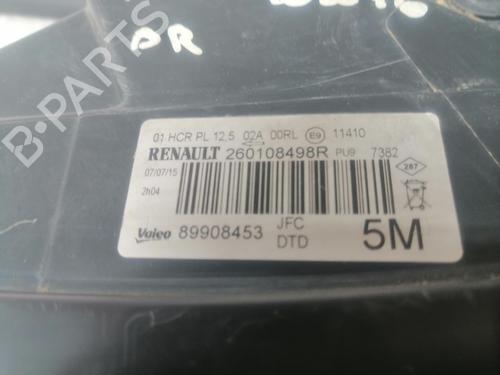 DR
01 HCR PL 12,5 02A 00RL E9 11410
RENAULT 260108498R PU9 7382
07/07/15
2h04
287
Valeo 89908453 JFC
DTD
5M
B-PARTS